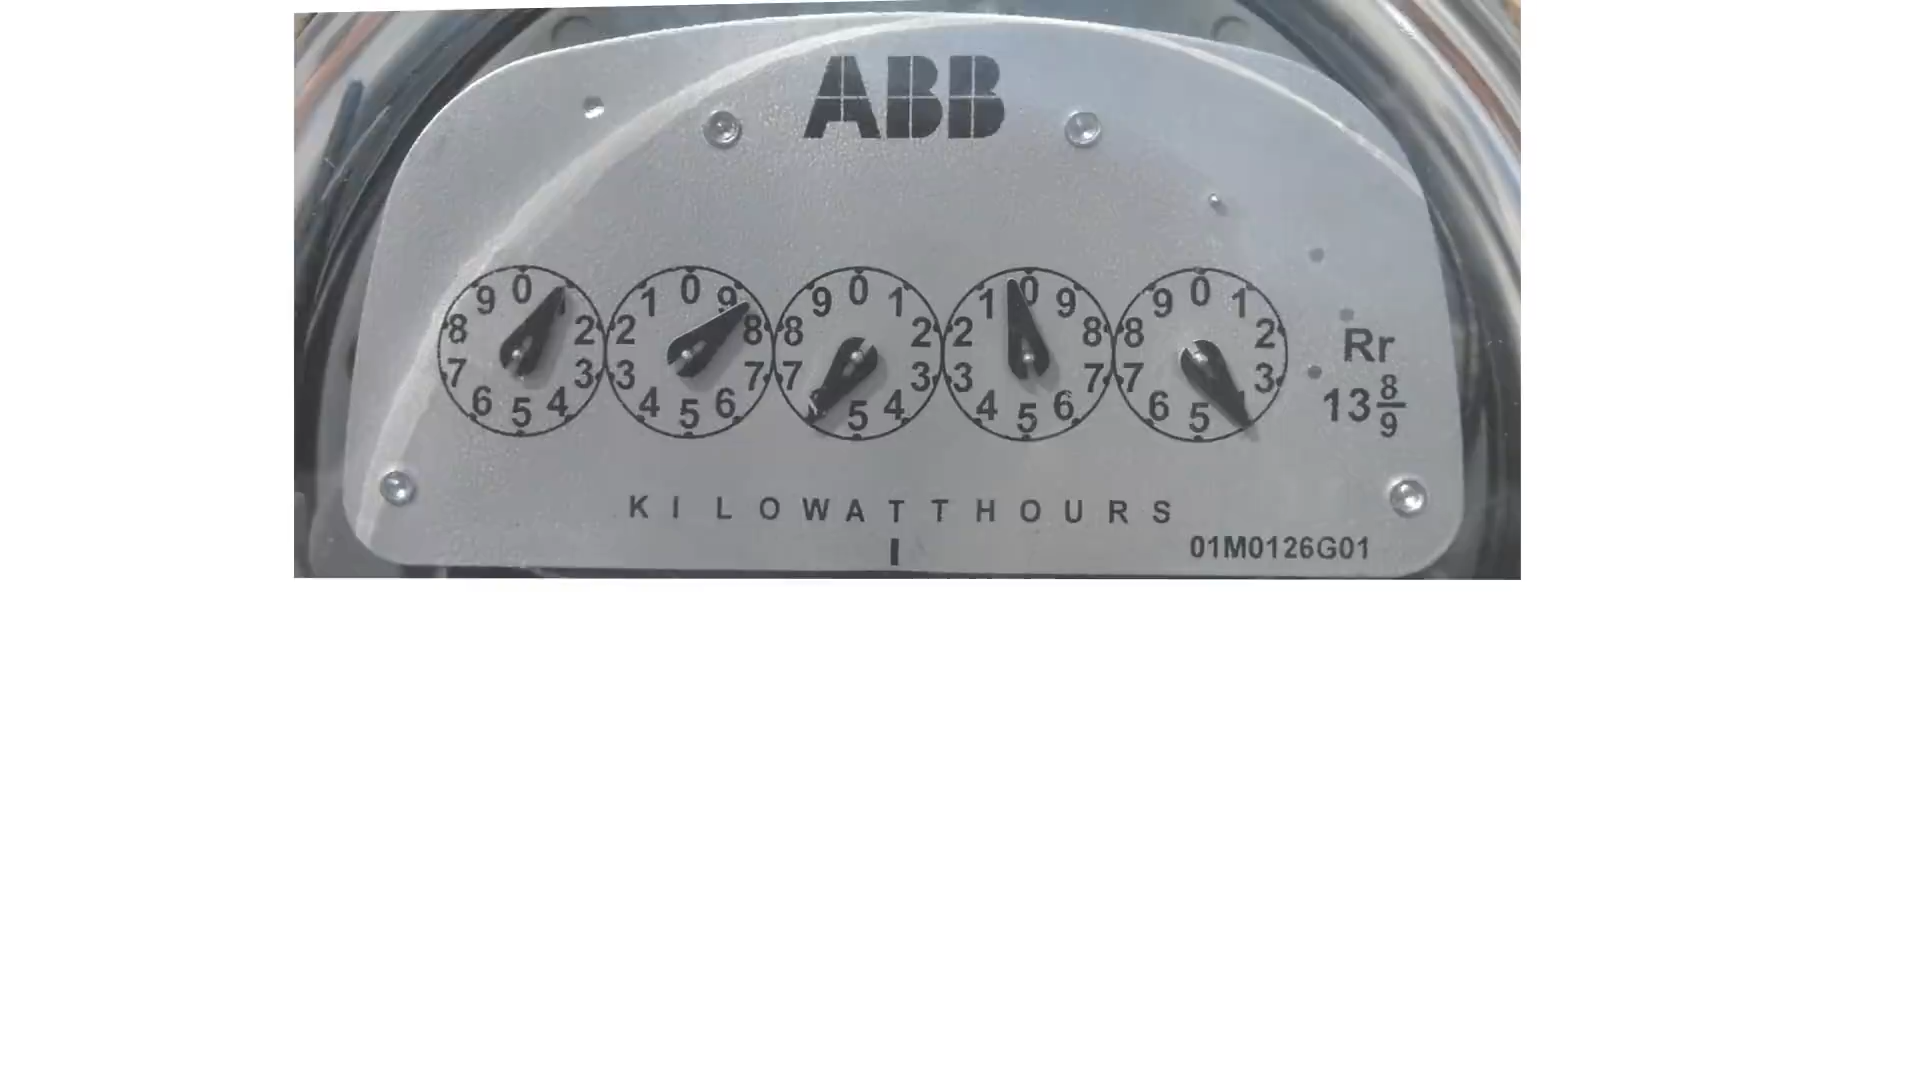 ABB
0 1 2 3 4 5 6 7 8 9
0 9 8 7 6 5 4 3 2 1
0 1 2 3 4 5 7 8 9
0 9 8 7 6 5 4 3 2 1
0 1 2 3 5 6 7 8 9
Rr
13 8/9
KILOWATTHOURS
01M0126G01